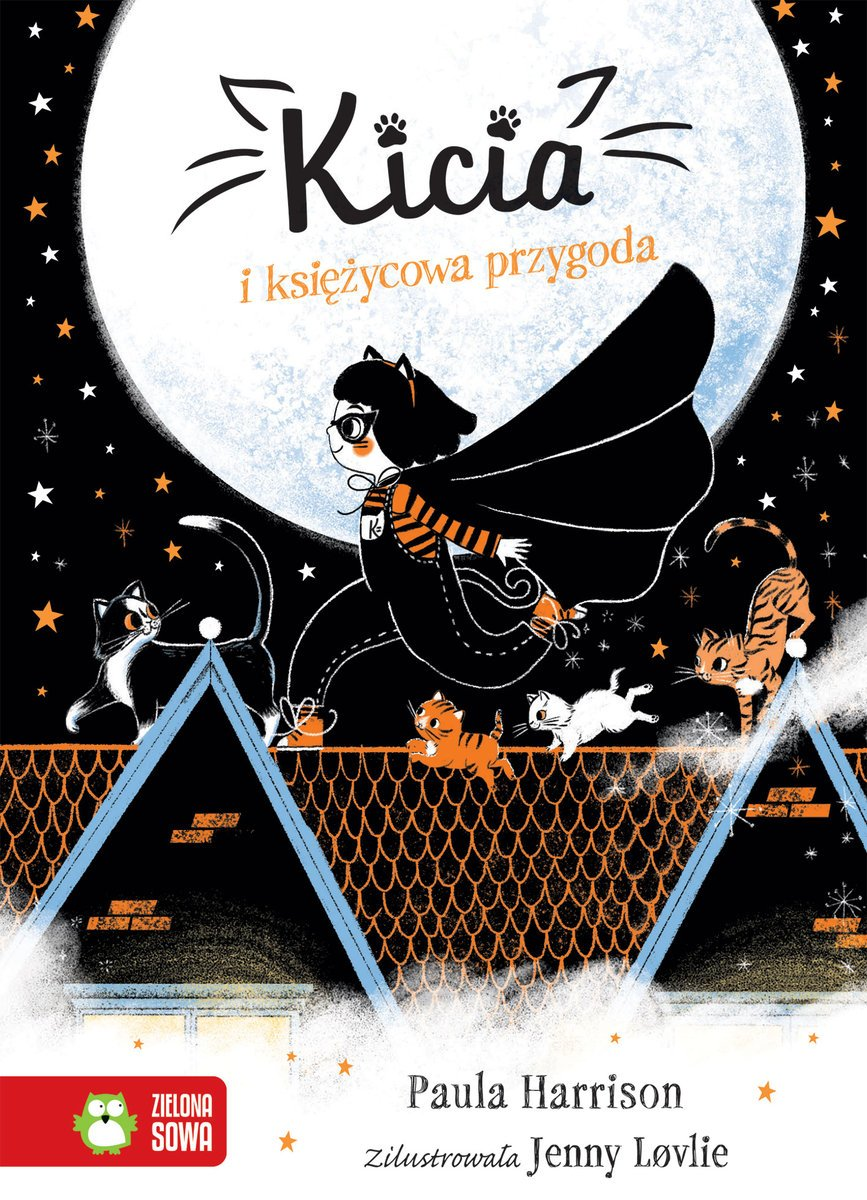 Kicia
i księżycowa przygoda
K
Paula Harrison
Zilustrowała Jenny Løvlie
ZIELONA
SOWA